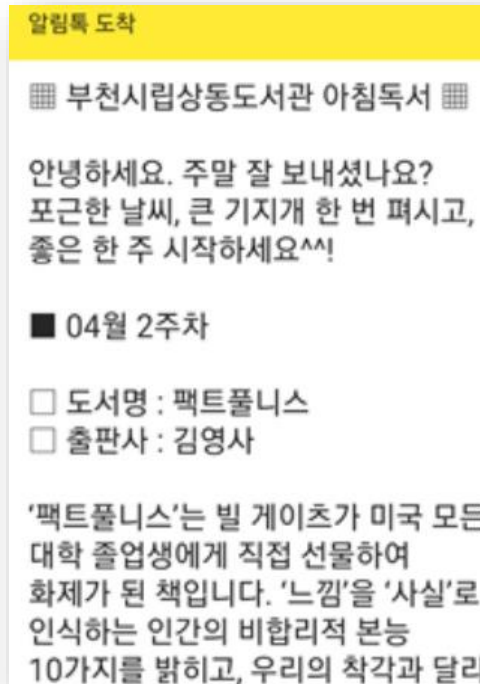 알림톡 도착
▦ 부천시립상동도서관 아침독서 ▦
안녕하세요. 주말 잘 보내셨나요?
포근한 날씨, 큰 기지개 한 번 펴시고,
좋은 한 주 시작하세요^^!
■ 04월 2주차
□ 도서명 : 팩트풀니스
□ 출판사 : 김영사
‘팩트풀니스’는 빌 게이츠가 미국 모든
대학 졸업생에게 직접 선물하여
화제가 된 책입니다. ‘느낌’을 ‘사실’로
인식하는 인간의 비합리적 본능
10가지를 밝히고, 우리의 착각과 달리